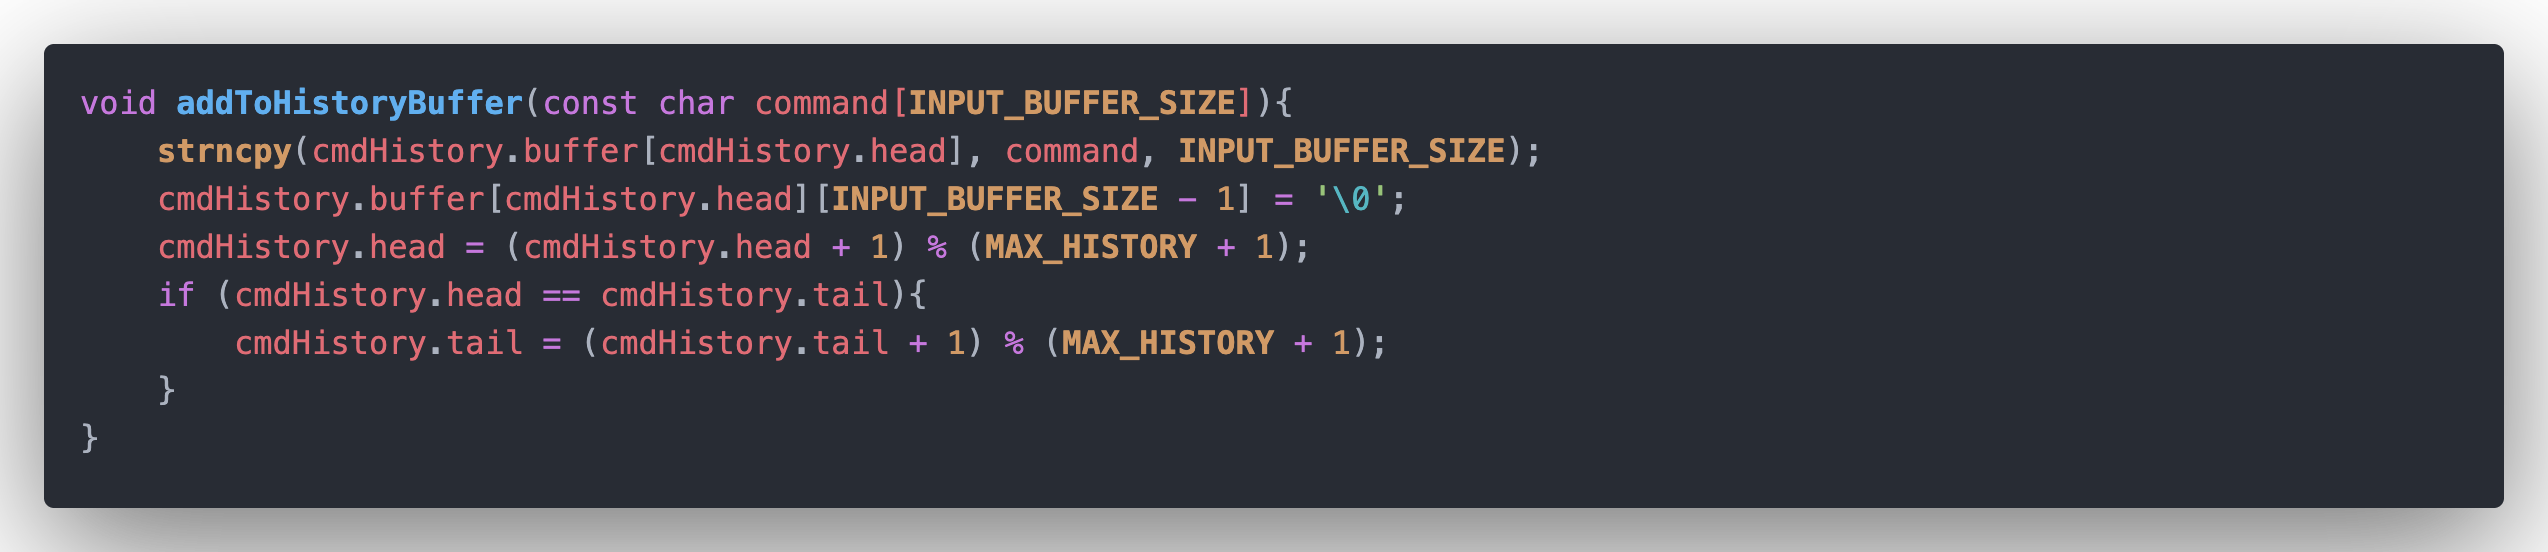 void addToHistoryBuffer(const char command[INPUT_BUFFER_SIZE]){
    strncpy(cmdHistory.buffer[cmdHistory.head], command, INPUT_BUFFER_SIZE);
    cmdHistory.buffer[cmdHistory.head][INPUT_BUFFER_SIZE - 1] = '\0';
    cmdHistory.head = (cmdHistory.head + 1) % (MAX_HISTORY + 1);
    if (cmdHistory.head == cmdHistory.tail){
        cmdHistory.tail = (cmdHistory.tail + 1) % (MAX_HISTORY + 1);
    }
}